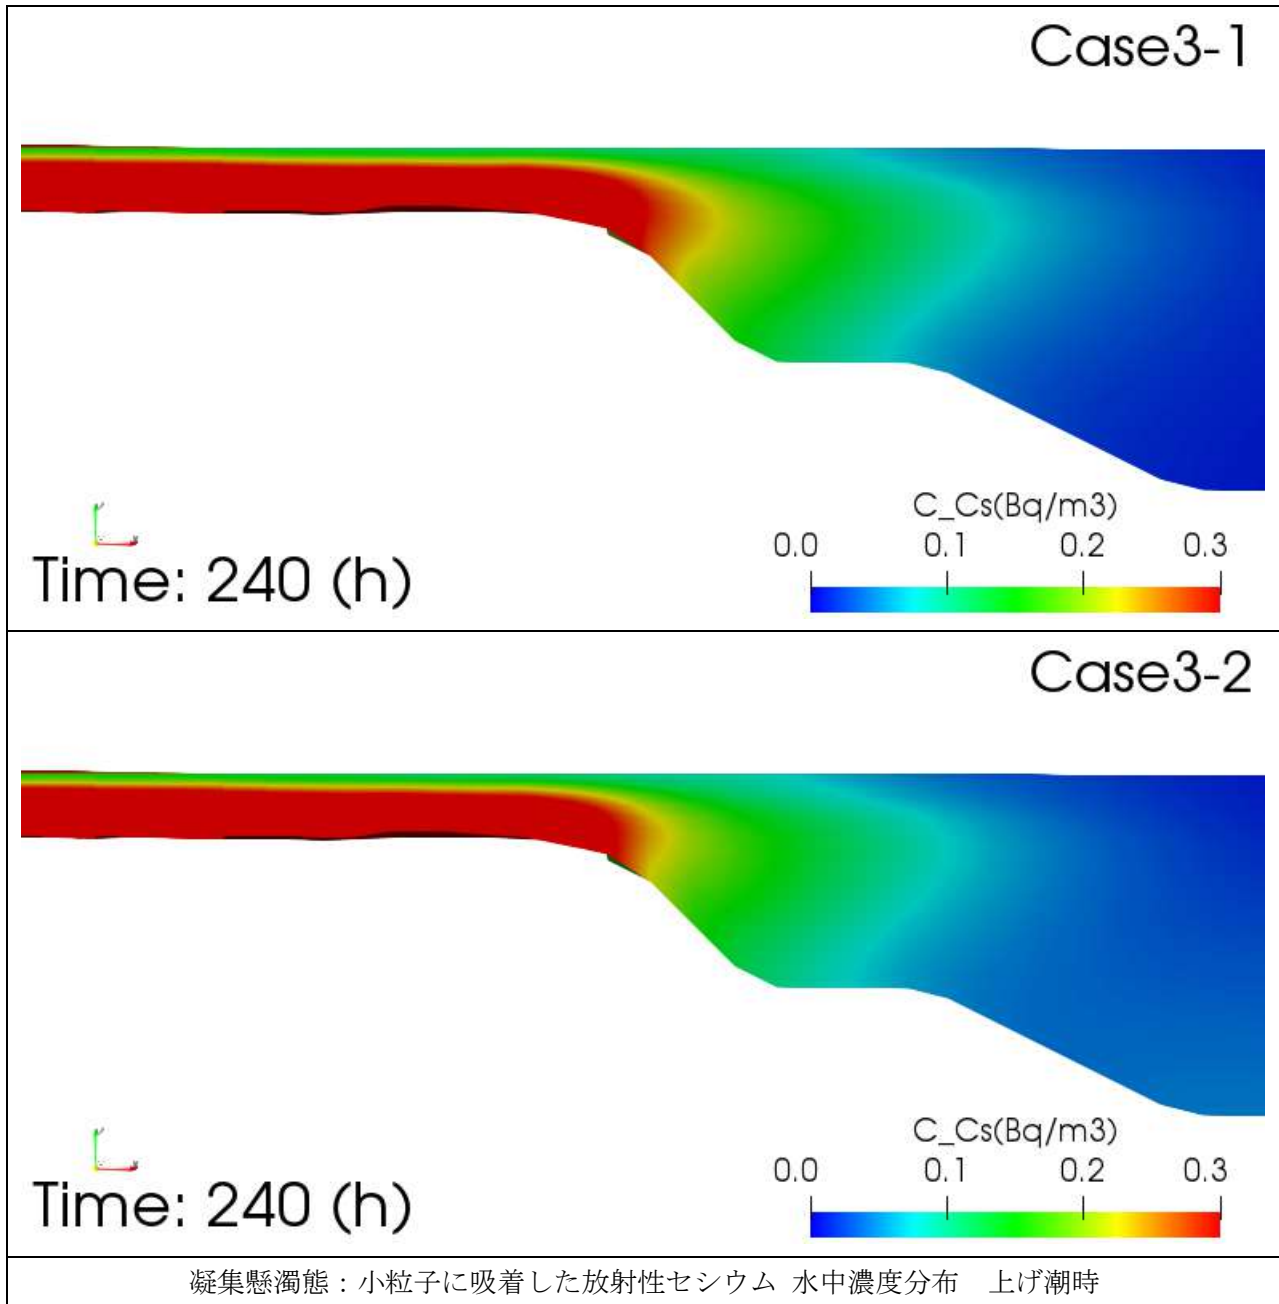 Case3-1
C_Cs(Bq/m3)
0.0 0.1 0.2 0.3
Time: 240 (h)
Case3-2
C_Cs(Bq/m3)
0.0 0.1 0.2 0.3
Time: 240 (h)
凝集懸濁態：小粒子に吸着した放射性セシウム 水中濃度分布　上げ潮時